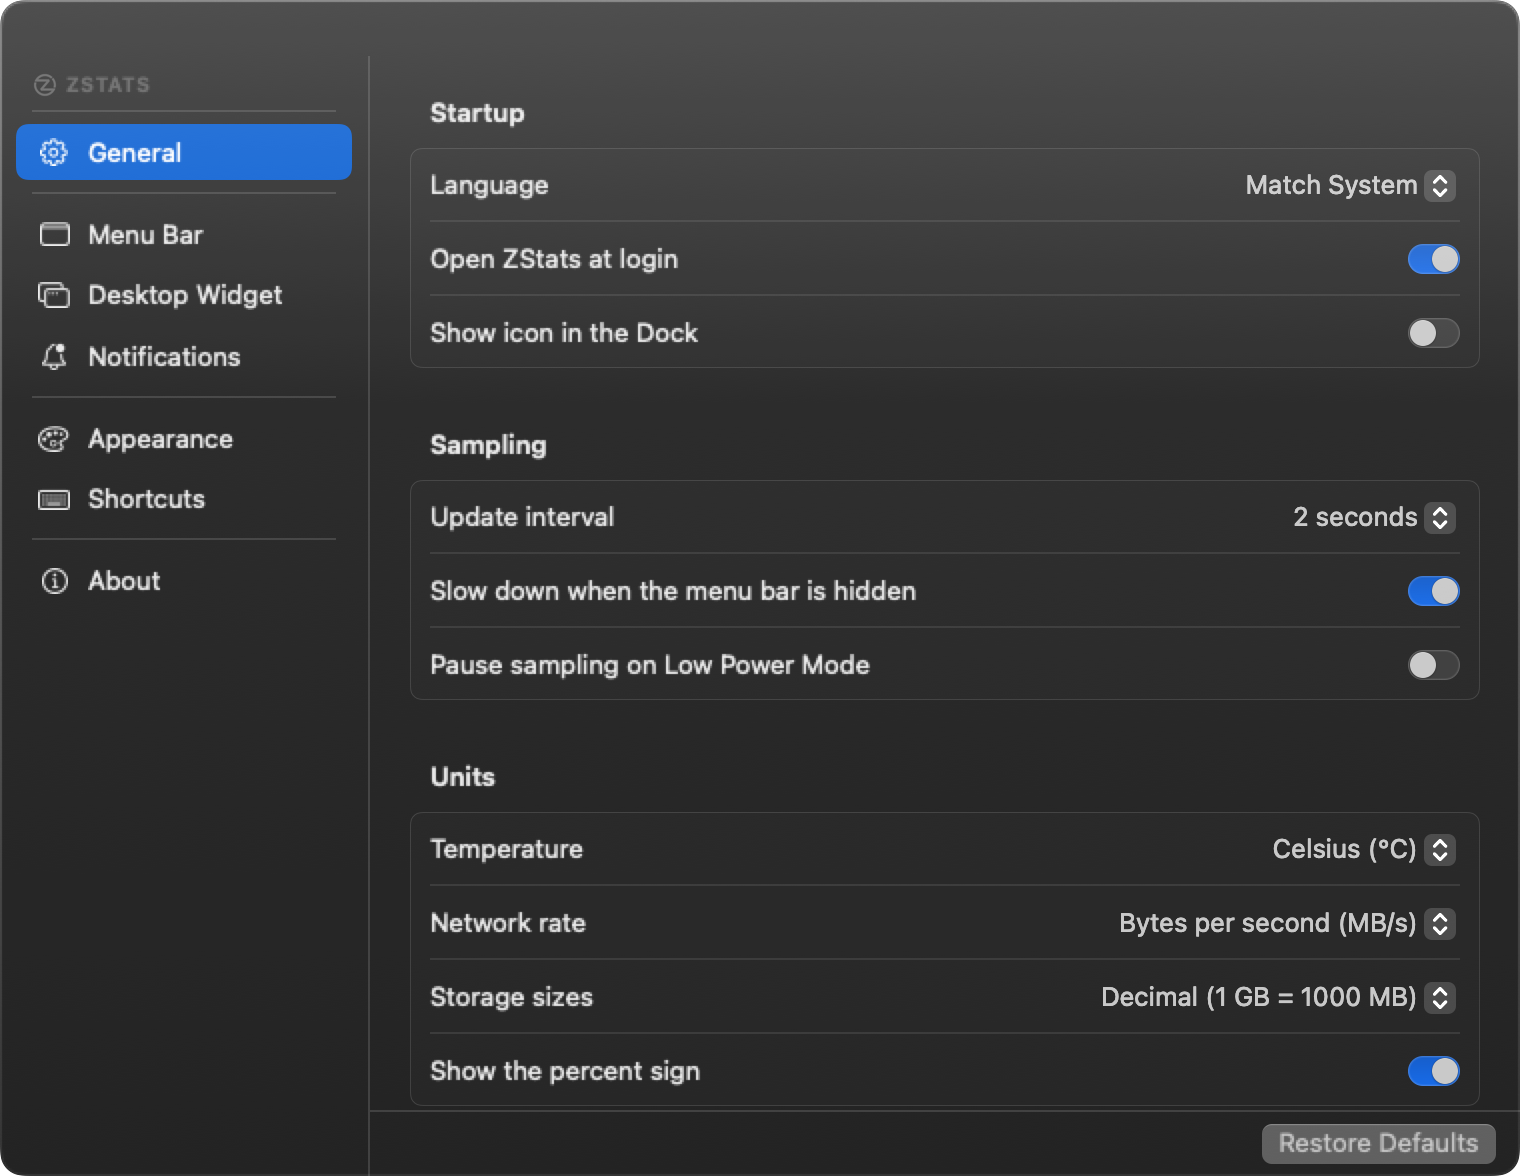 ZSTATS
General
Menu Bar
Desktop Widget
Notifications
Appearance
Shortcuts
About
Startup
Language Match System
Open ZStats at login
Show icon in the Dock
Sampling
Update interval 2 seconds
Slow down when the menu bar is hidden
Pause sampling on Low Power Mode
Units
Temperature Celsius (°C)
Network rate Bytes per second (MB/s)
Storage sizes Decimal (1 GB = 1000 MB)
Show the percent sign
Restore Defaults